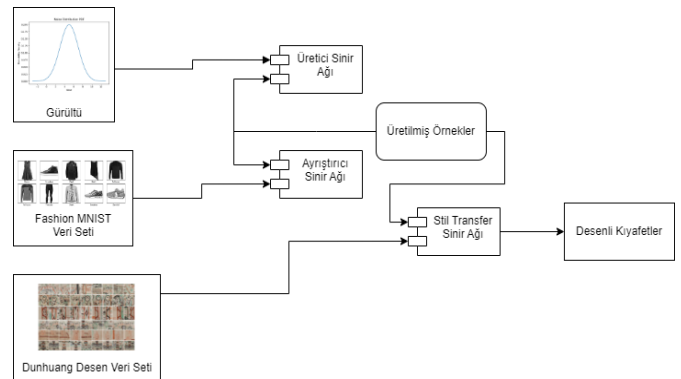 Üretici Sinir
Ağı
Gürültü
Üretilmiş Örnekler
Ayrıştırıcı
Sinir Ağı
Fashion MNIST
Veri Seti
Stil Transfer
Sinir Ağı
Desenli Kıyafetler
Dunhuang Desen Veri Seti